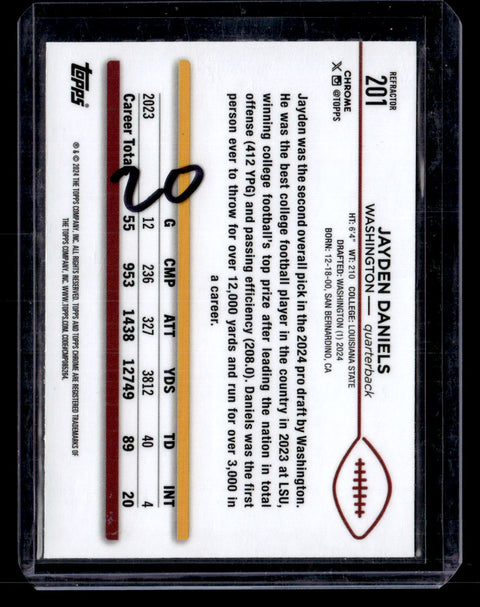 REFRACTOR
201
CHROME
X @TOPPS
JAYDEN DANIELS
WASHINGTON — quarterback
HT: 6'4" WT: 210 COLLEGE: LOUISIANA STATE
DRAFTED: WASHINGTON (1) 2024
BORN: 12-18-00, SAN BERNARDINO, CA
Jayden was the second overall pick in the 2024 pro draft by Washington.
He was the best college football player in the country in 2023 at LSU,
winning college football's top prize after leading the nation in total
offense (412 YPG) and passing efficiency (208.0). Daniels was the first
person ever to throw for over 12,000 yards and run for over 3,000 in
a career.
20
G CMP ATT YDS TD INT
2023 12 236 327 3812 40 4
Career Total 55 953 1438 12749 89 20
topps®
® & © 2024 THE TOPPS COMPANY, INC. ALL RIGHTS RESERVED. TOPPS AND TOPPS CHROME ARE REGISTERED TRADEMARKS OF
THE TOPPS COMPANY, INC. WWW.TOPPS.COM.